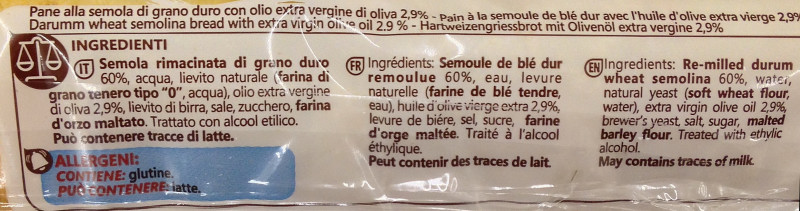 Pane alla semola di grano duro con olio extra vergine di oliva 2,9% - Pain à la semoule de blé dur avec l'huile d'olive extra vierge 2,9%
Darumm wheat semolina bread with extra virgin olive oil 2.9 % - Hartweizengriessbrot mit Olivenöl extra vergine 2,9%
INGREDIENTI
IT Semola rimacinata di grano duro
60%, acqua, lievito naturale (farina di
grano tenero tipo "0", acqua), olio extra vergine
di oliva 2,9%, lievito di birra, sale, zucchero, farina
d'orzo maltato. Trattato con alcool etilico.
Può contenere tracce di latte.
ALLERGENI:
CONTIENE: glutine.
PUÒ CONTENERE: latte.
FR Ingrédients: Semoule de blé dur
remoulue 60%, eau, levure
naturelle (farine de blé tendre,
eau), huile d'olive vierge extra 2,9%,
levure de biére, sel, sucre, farine
d'orge maltée. Traité à l'alcool
éthylique.
Peut contenir des traces de lait.
EN Ingredients: Re-milled durum
wheat semolina 60%, water,
natural yeast (soft wheat flour,
water), extra virgin olive oil 2,9%,
brewer's yeast, salt, sugar, malted
barley flour. Treated with ethylic
alcohol.
May contains traces of milk.